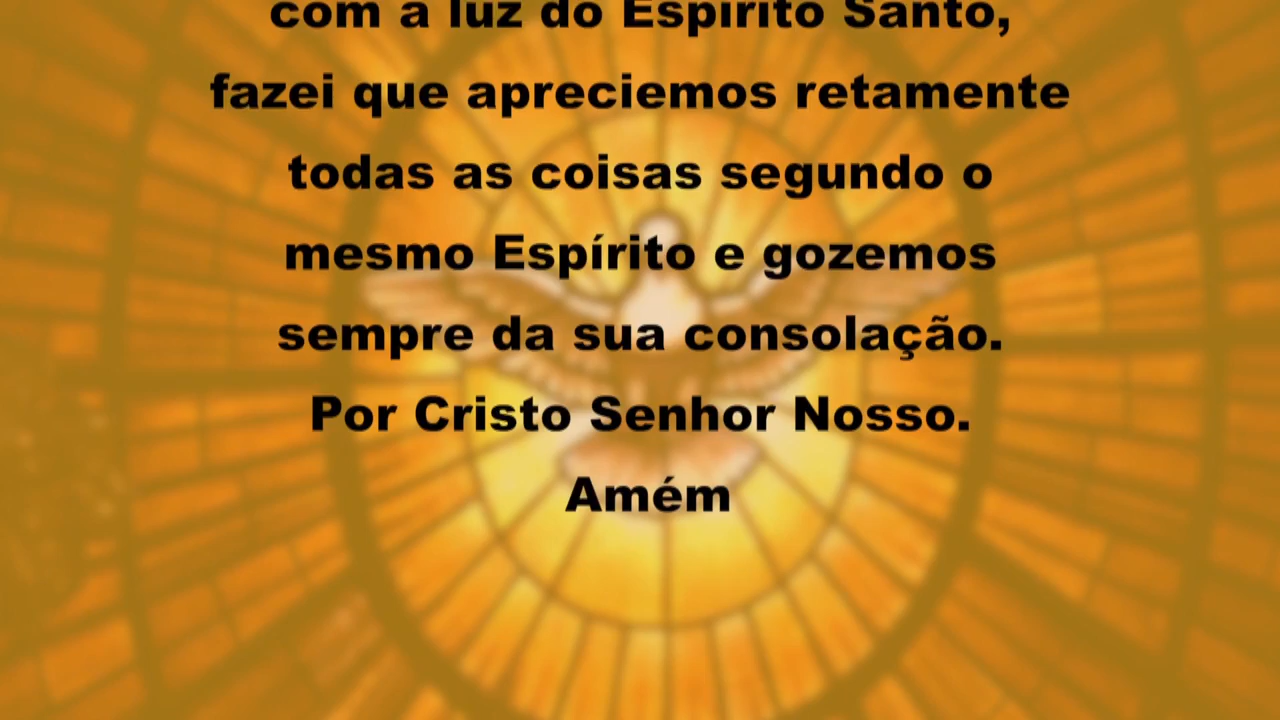 com a luz do Espírito Santo,
fazei que apreciemos retamente
todas as coisas segundo o
mesmo Espírito e gozemos
sempre da sua consolação.
Por Cristo Senhor Nosso.
Amém